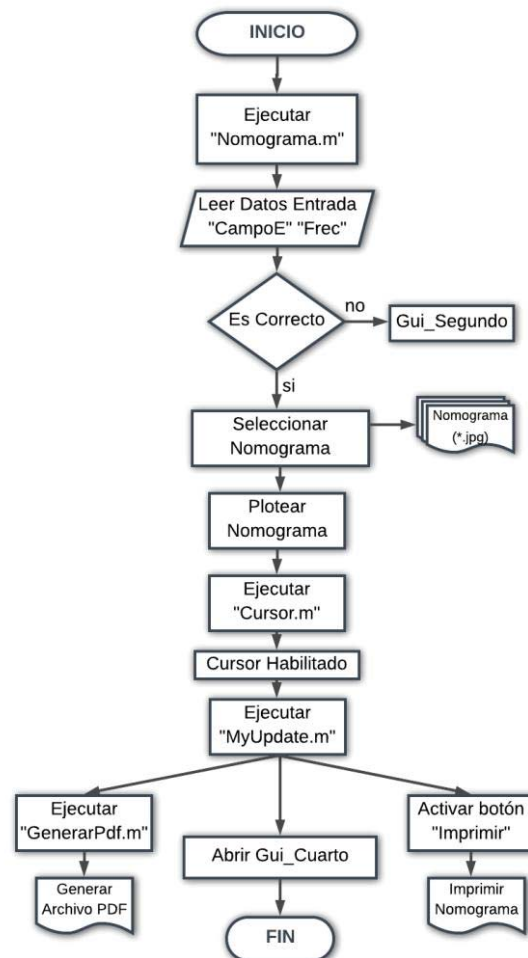 INICIO
Ejecutar
"Nomograma.m"
Leer Datos Entrada
"CampoE" "Frec"
Es Correcto
no
Gui_Segundo
si
Seleccionar
Nomograma
Nomograma
(*.jpg)
Plotear
Nomograma
Ejecutar
"Cursor.m"
Cursor Habilitado
Ejecutar
"MyUpdate.m"
Ejecutar
"GenerarPdf.m"
Generar
Archivo PDF
Abrir Gui_Cuarto
FIN
Activar botón
"Imprimir"
Imprimir
Nomograma